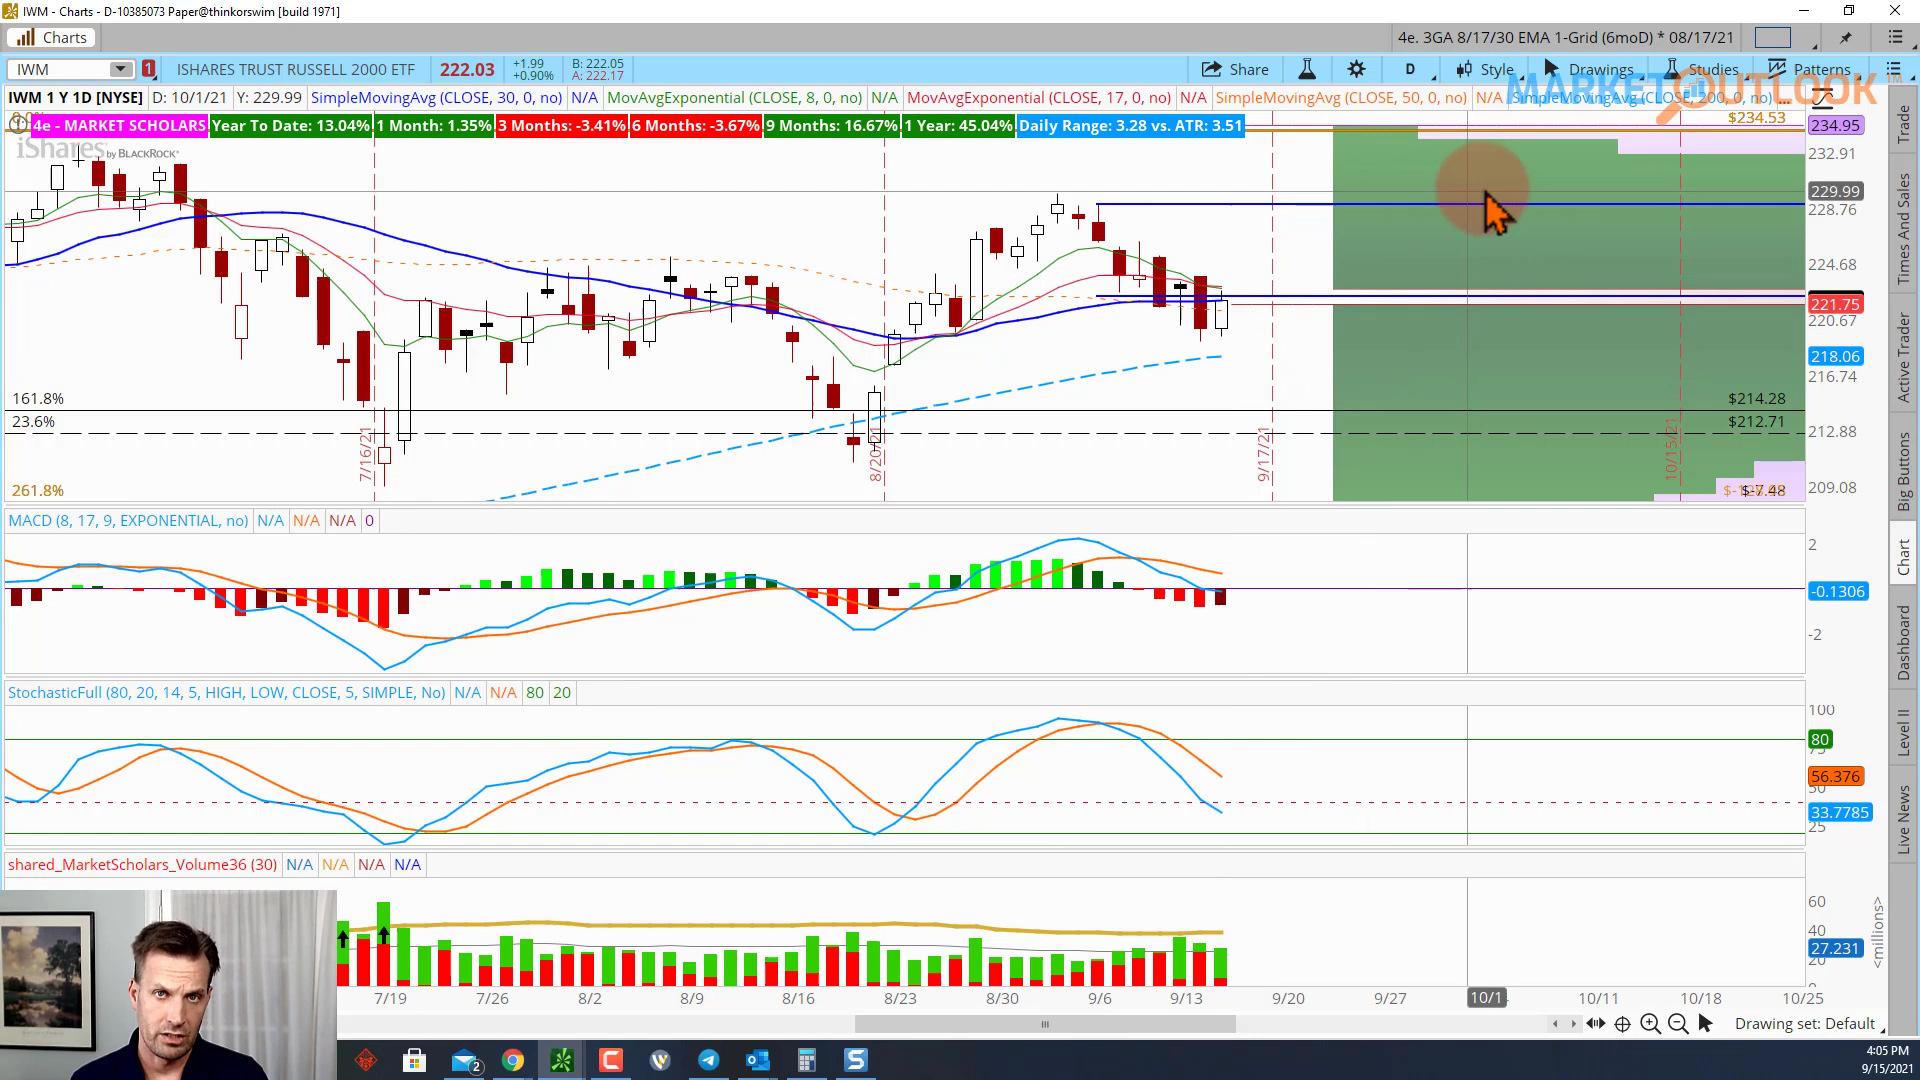 IWM - Charts - D-10385073 Paper@thinkorswim [build 1971]
Charts
4e. 3GA 8/17/30 EMA 1-Grid (6moD) * 08/17/21
IWM
1
ISHARES TRUST RUSSELL 2000 ETF
222.03
+1.99
+0.90%
B: 222.05
A: 222.17
Share
D
Style
Drawings
Studies
Patterns
MARKET OUTLOOK
IWM 1 Y 1D [NYSE] D: 10/1/21 Y: 229.99 SimpleMovingAvg (CLOSE, 30, 0, no) N/A MovAvgExponential (CLOSE, 8, 0, no) N/A MovAvgExponential (CLOSE, 17, 0, no) N/A SimpleMovingAvg (CLOSE, 50, 0, no) N/A SimpleMovingAvg (CLOSE, 200, 0, no) ...
4e - MARKET SCHOLARS Year To Date: 13.04% 1 Month: 1.35% 3 Months: -3.41% 6 Months: -3.67% 9 Months: 16.67% 1 Year: 45.04% Daily Range: 3.28 vs. ATR: 3.51
iShares by BLACKROCK
$234.53
234.95
232.91
229.99
228.76
224.68
221.75
220.67
218.06
216.74
161.8%
$214.28
23.6%
$212.71
212.88
261.8%
$-7.48
209.08
7/16/21
8/20/21
9/17/21
10/15/21
MACD (8, 17, 9, EXPONENTIAL, no) N/A N/A N/A 0
2
-0.1306
-2
StochasticFull (80, 20, 14, 5, HIGH, LOW, CLOSE, 5, SIMPLE, No) N/A N/A 80 20
100
80
56.376
33.7785
25
shared_MarketScholars_Volume36 (30) N/A N/A N/A N/A
60
40
27.231
<millions>
7/19 7/26 8/2 8/9 8/16 8/23 8/30 9/6 9/13 9/20 9/27 10/1 10/11 10/18 10/25
Drawing set: Default
Trade
Times And Sales
Active Trader
Big Buttons
Chart
Dashboard
Level II
Live News
2
4:05 PM
9/15/2021